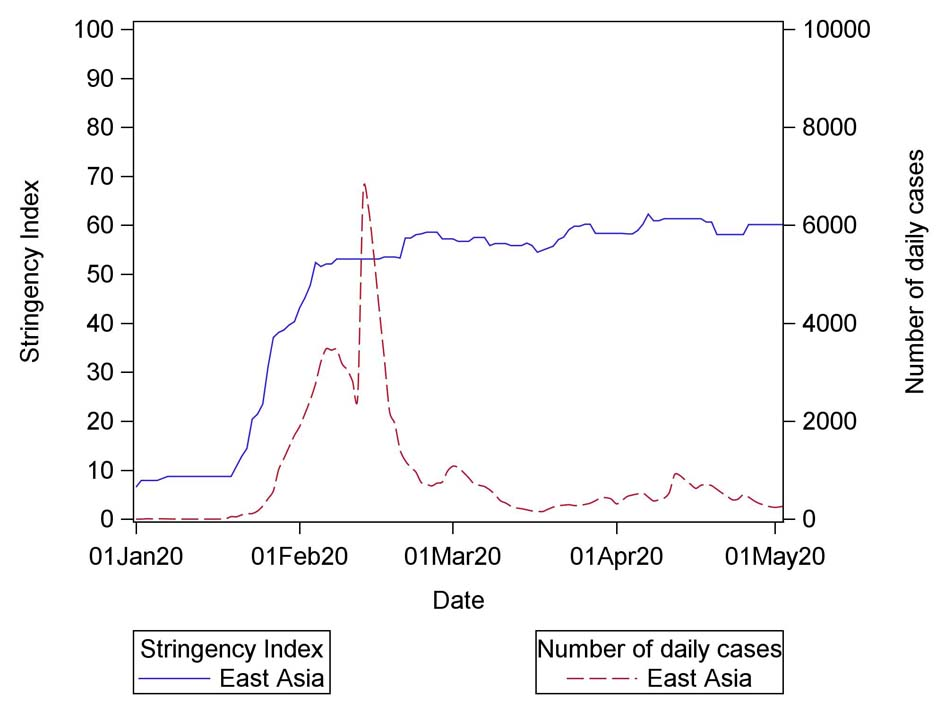 100
90
80
70
60
50
40
30
20
10
0
Stringency Index
10000
8000
6000
4000
2000
0
Number of daily cases
01Jan20 01Feb20 01Mar20 01Apr20 01May20
Date
Stringency Index
East Asia
Number of daily cases
East Asia